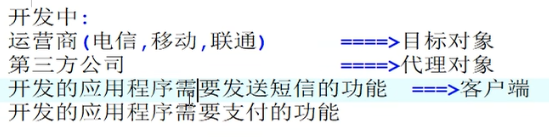 开发中:
运营商(电信,移动,联通)        ====>目标对象
第三方公司                    ====>代理对象
开发的应用程序需要发送短信的功能  ===>客户端
开发的应用程序需要支付的功能